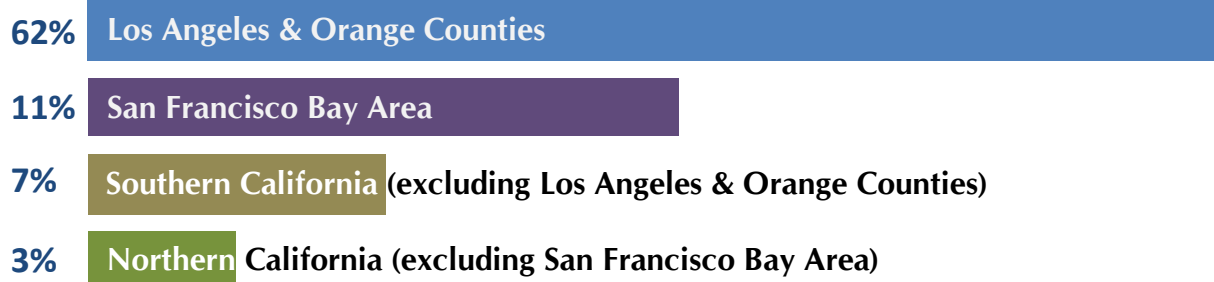 62% Los Angeles & Orange Counties
11% San Francisco Bay Area
7% Southern California (excluding Los Angeles & Orange Counties)
3% Northern California (excluding San Francisco Bay Area)